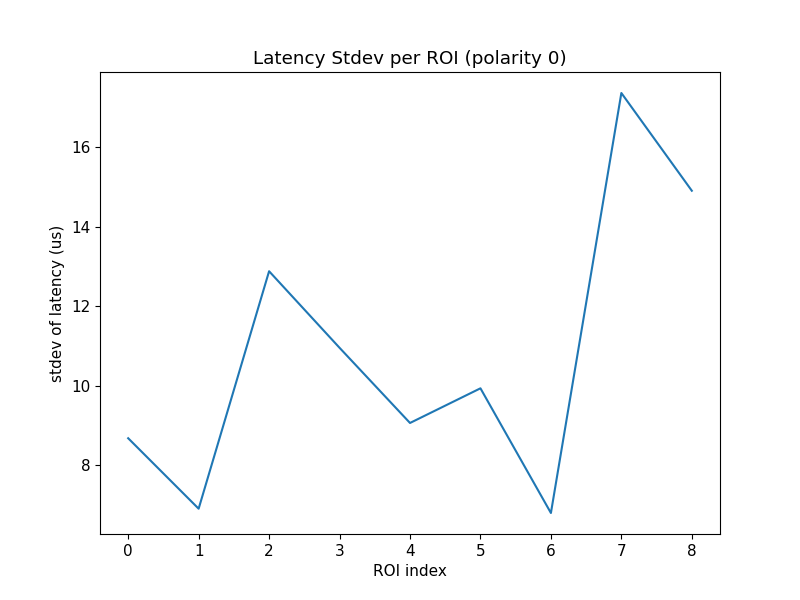 Latency Stdev per ROI (polarity 0)
stdev of latency (us)
16
14
12
10
8
0 1 2 3 4 5 6 7 8
ROI index